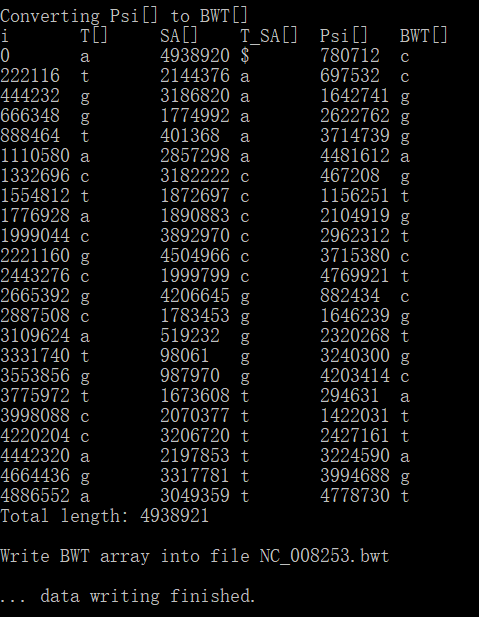 Converting Psi[] to BWT[]
i T[] SA[] T_SA[] Psi[] BWT[]
0 a 4938920 $ 780712 c
222116 t 2144376 a 697532 c
444232 g 3186820 a 1642741 g
666348 g 1774992 a 2622762 g
888464 t 401368 a 3714739 g
1110580 a 2857298 a 4481612 a
1332696 c 3182222 c 467208 g
1554812 t 1872697 c 1156251 t
1776928 a 1890883 c 2104919 g
1999044 c 3892970 c 2962312 t
2221160 g 4504966 c 3715380 c
2443276 c 1999799 c 4769921 t
2665392 g 4206645 g 882434 c
2887508 c 1783453 g 1646239 g
3109624 a 519232 g 2320268 t
3331740 t 98061 g 3240300 g
3553856 g 987970 g 4203414 c
3775972 t 1673608 t 294631 a
3998088 c 2070377 t 1422031 t
4220204 c 3206720 t 2427161 t
4442320 a 2197853 t 3224590 a
4664436 g 3317781 t 3994688 g
4886552 a 3049359 t 4778730 t
Total length: 4938921
Write BWT array into file NC_008253.bwt
... data writing finished.